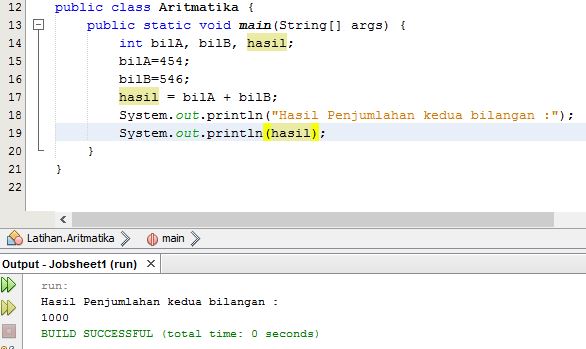 12 public class Aritmatika {
13 public static void main(String[] args) {
14 int bilA, bilB, hasil;
15 bilA=454;
16 bilB=546;
17 hasil = bilA + bilB;
18 System.out.println("Hasil Penjumlahan kedua bilangan :");
19 System.out.println(hasil);
20 }
21 }
22
Latihan.Aritmatika main
Output - Jobsheet1 (run)
run:
Hasil Penjumlahan kedua bilangan :
1000
BUILD SUCCESSFUL (total time: 0 seconds)